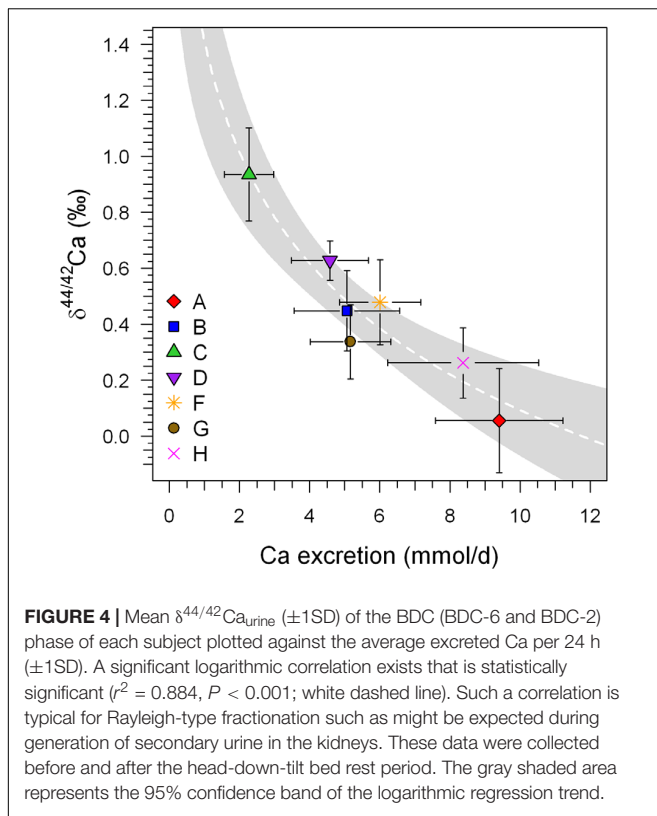 1.4
1.2
1.0
0.8
0.6
0.4
0.2
0.0
δ44/42Ca (‰)
A
B
C
D
F
G
H
0 2 4 6 8 10 12
Ca excretion (mmol/d)
FIGURE 4 | Mean δ44/42Caurine (±1SD) of the BDC (BDC-6 and BDC-2)
phase of each subject plotted against the average excreted Ca per 24 h
(±1SD). A significant logarithmic correlation exists that is statistically
significant (r2 = 0.884, P < 0.001; white dashed line). Such a correlation is
typical for Rayleigh-type fractionation such as might be expected during
generation of secondary urine in the kidneys. These data were collected
before and after the head-down-tilt bed rest period. The gray shaded area
represents the 95% confidence band of the logarithmic regression trend.